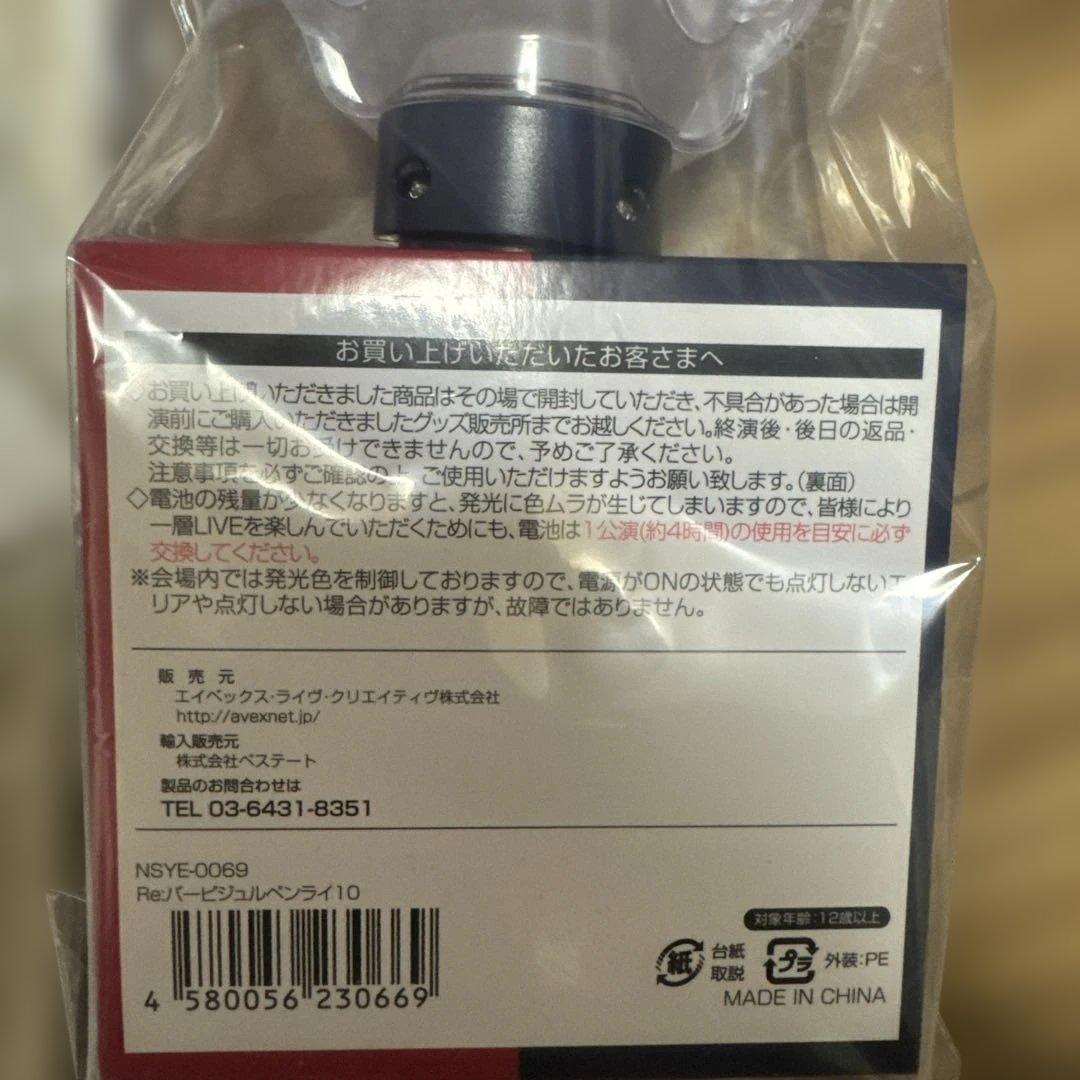 お買い上げいただいたお客さまへ
◇お買い上げいただきました商品はその場で開封していただき、不具合があった場合は開
演前にご購入いただきましたグッズ販売所までお越しください。終演後・後日の返品・
交換等は一切お受けできませんので、予めご了承ください。
注意事項を必ずご確認の上、ご使用いただけますようお願い致します。(裏面)
◇電池の残量が少なくなりますと、発光に色ムラが生じてしまいますので、皆様により
一層LIVEを楽しんでいただくためにも、電池は1公演(約4時間)の使用を目安に必ず
交換してください。
※会場内では発光色を制御しておりますので、電源がONの状態でも点灯しないエ
リアや点灯しない場合がありますが、故障ではありません。
販売元
エイベックス・ライヴ・クリエイティヴ株式会社
http://avexnet.jp/
輸入販売元
株式会社ベステート
製品のお問合わせは
TEL 03-6431-8351
NSYE-0069
Re:バービジュルペンライ10
対象年齢:12歳以上
紙 台紙 取説 プラ 外装:PE
MADE IN CHINA
4 580056 230669